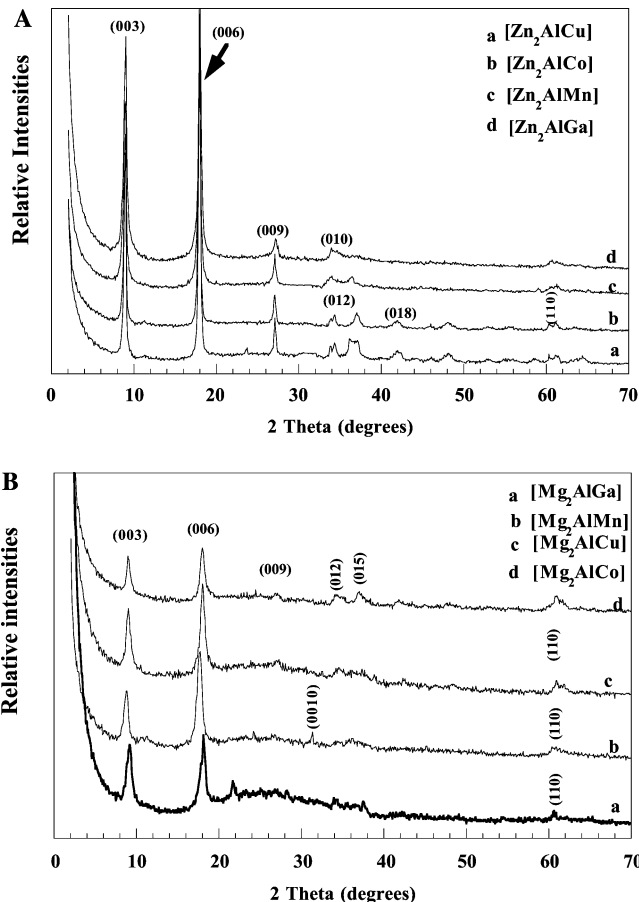 A
(003)
(006)
a [Zn2AlCu]
b [Zn2AlCo]
c [Zn2AlMn]
d [Zn2AlGa]
Relative Intensities
(009)
(010)
d
c
(012)
(018)
(110)
b
a
0 10 20 30 40 50 60 70
2 Theta (degrees)
B
a [Mg2AlGa]
b [Mg2AlMn]
c [Mg2AlCu]
d [Mg2AlCo]
Relative intensities
(003)
(006)
(009)
(012)
(015)
d
(110)
c
(0010)
(110)
b
(110)
a
0 10 20 30 40 50 60 70
2 Theta (degrees)